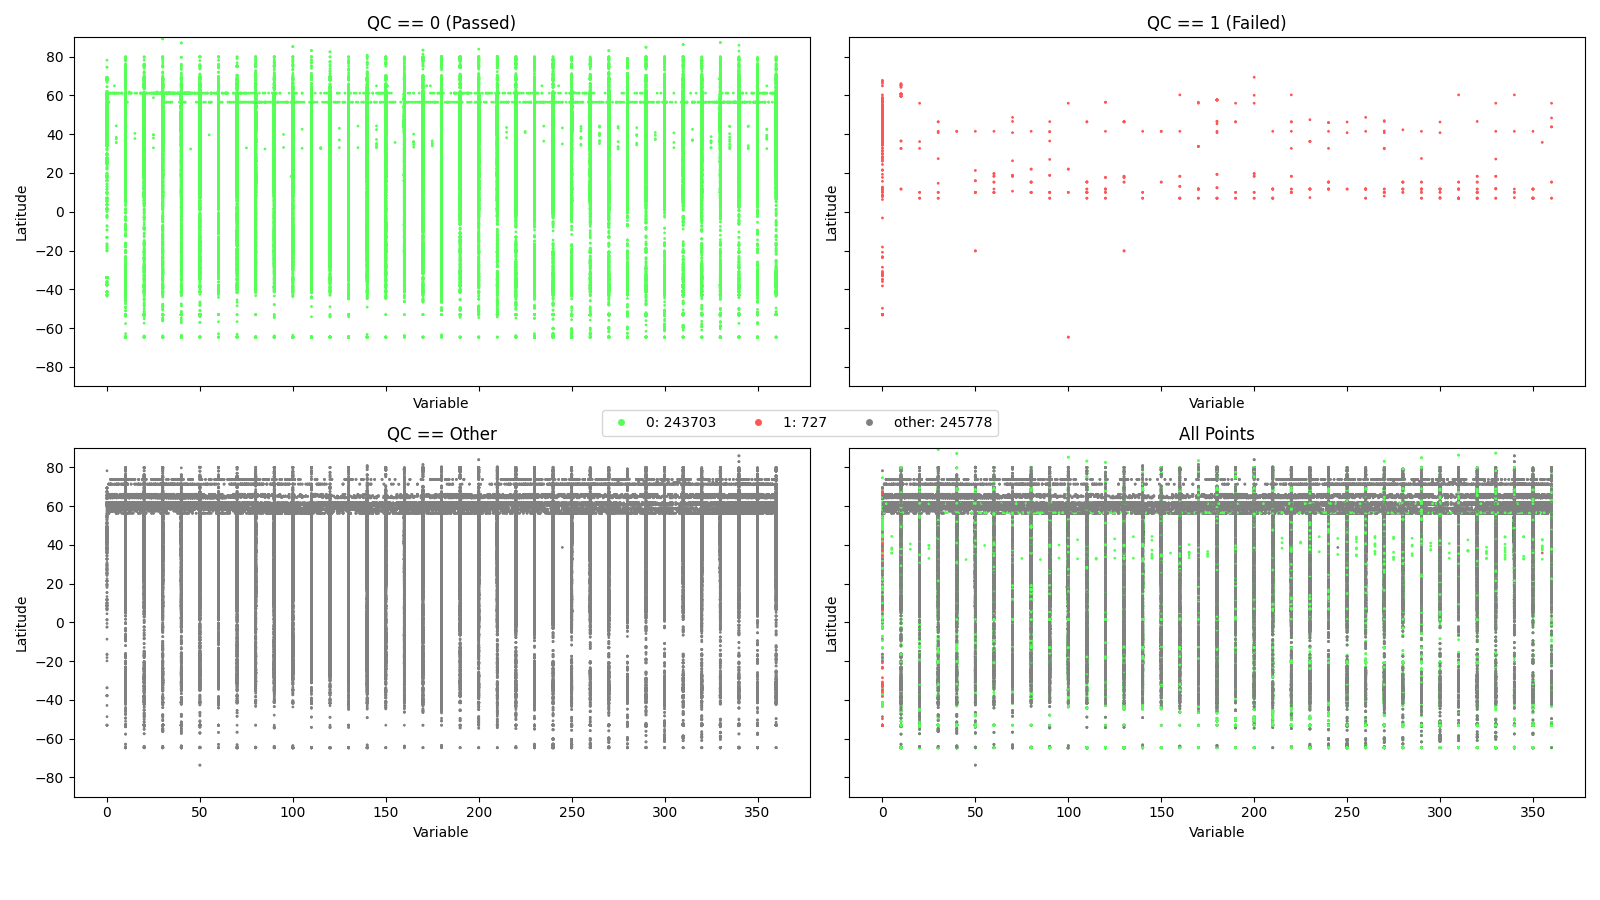 QC == 0 (Passed)
QC == 1 (Failed)
80
60
40
20
0
−20
−40
−60
−80
Latitude
Latitude
Variable
Variable
0: 243703
1: 727
other: 245778
QC == Other
All Points
80
60
40
20
0
−20
−40
−60
−80
Latitude
Latitude
0 50 100 150 200 250 300 350
0 50 100 150 200 250 300 350
Variable
Variable